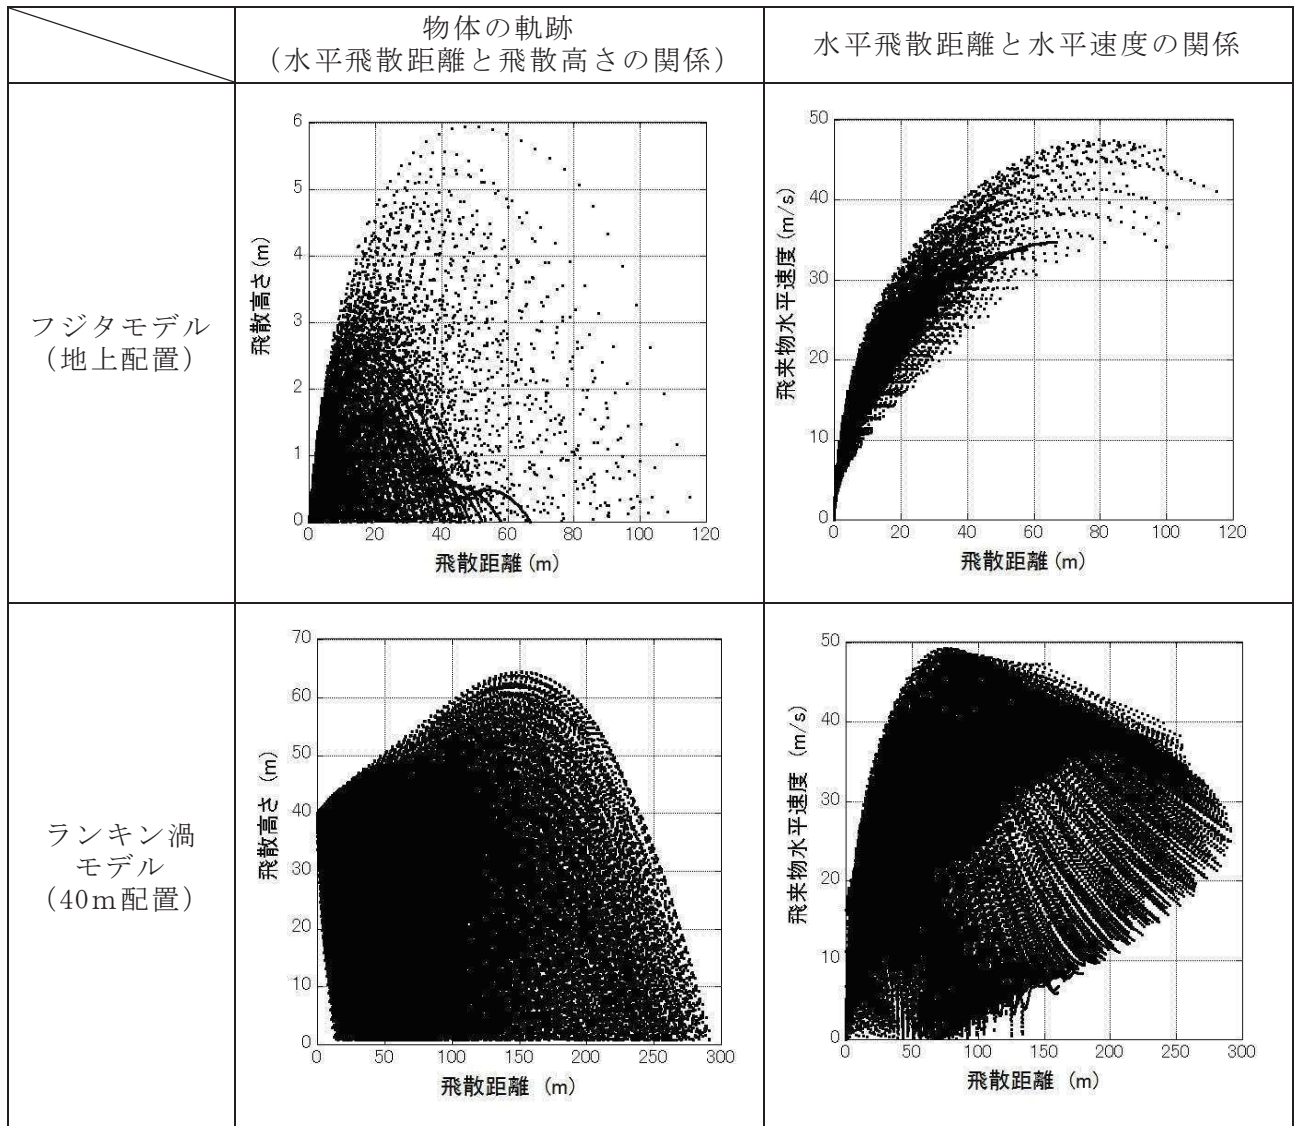 物体の軌跡
（水平飛散距離と飛散高さの関係）
水平飛散距離と水平速度の関係
フジタモデル
（地上配置）
6
5
4
3
2
1
0
飛散高さ(m)
0 20 40 60 80 100 120
飛散距離(m)
50
40
30
20
10
0
飛来物水平速度(m/s)
0 20 40 60 80 100 120
飛散距離(m)
ランキン渦
モデル
（40m配置）
70
60
50
40
30
20
10
0
飛散高さ (m)
0 50 100 150 200 250 300
飛散距離 (m)
50
40
30
20
10
0
飛来物水平速度 (m/s)
0 50 100 150 200 250 300
飛散距離 (m)